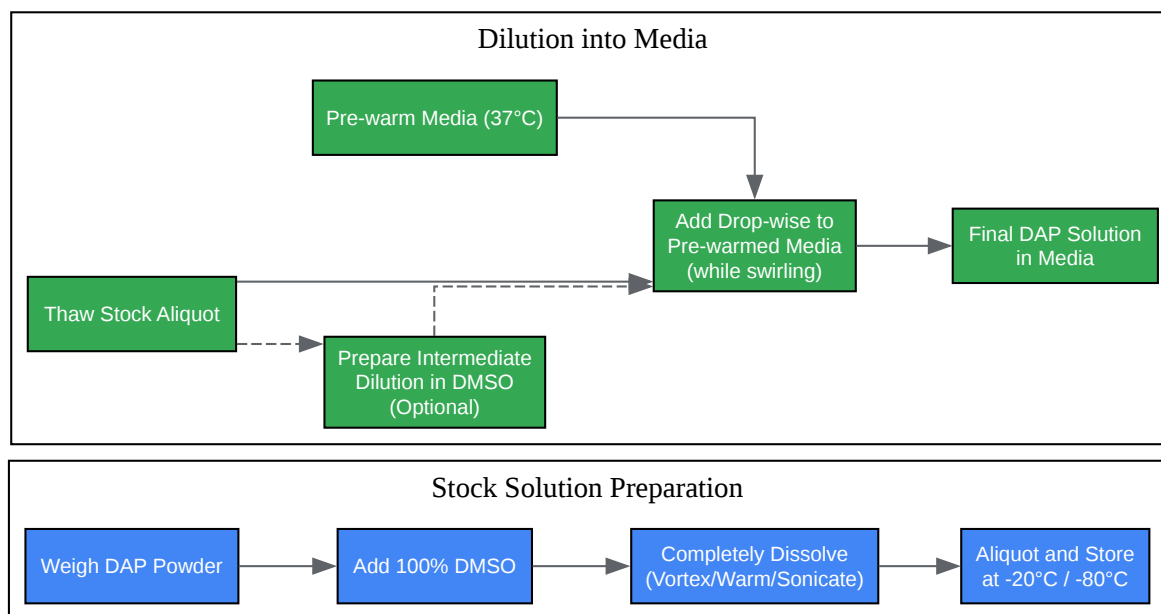 Dilution into Media
Pre-warm Media (37°C)
Add Drop-wise to
Pre-warmed Media
(while swirling)
Final DAP Solution
in Media
Thaw Stock Aliquot
Prepare Intermediate
Dilution in DMSO
(Optional)
Stock Solution Preparation
Weigh DAP Powder
Add 100% DMSO
Completely Dissolve
(Vortex/Warm/Sonicate)
Aliquot and Store
at -20°C / -80°C